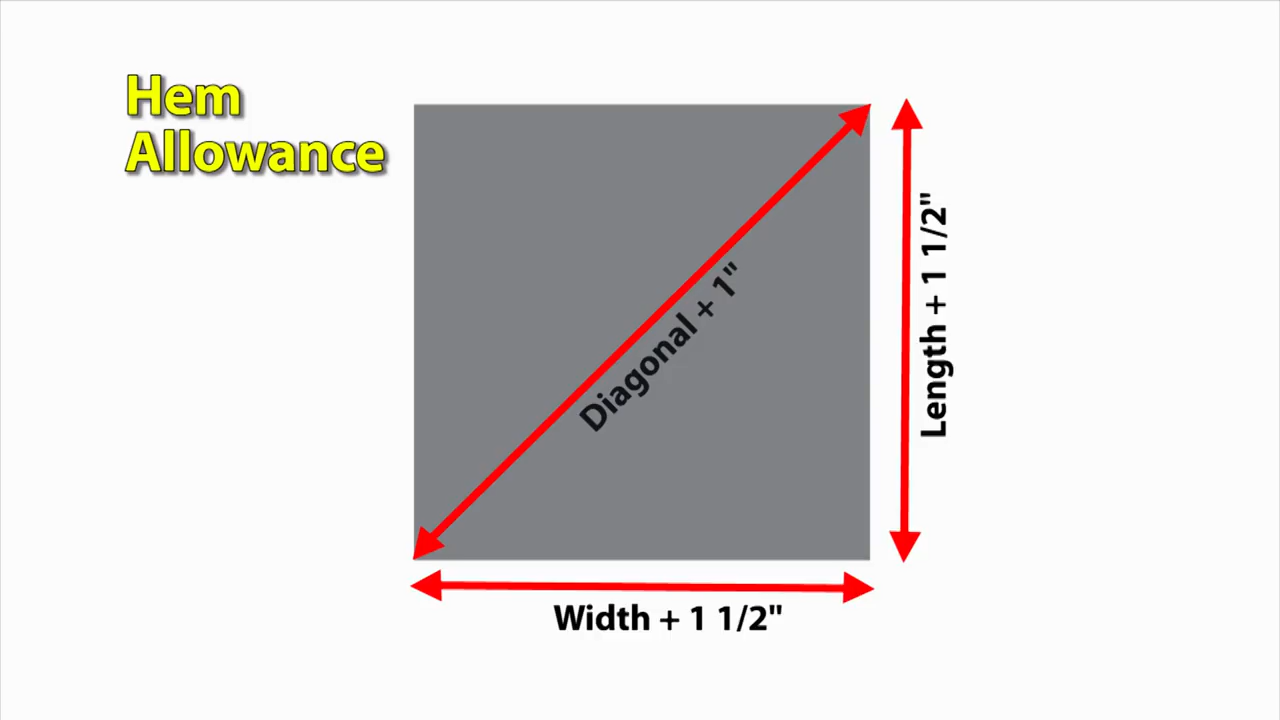 Hem
Allowance
Diagonal + 1"
Length + 1 1/2"
Width + 1 1/2"